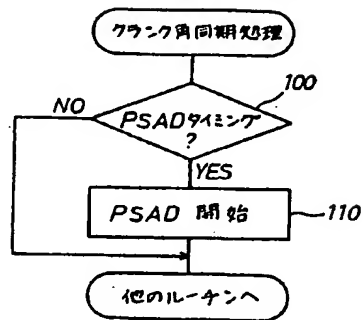 クランク角同期処理
100
NO
PSADタイミング
?
YES
PSAD 開始
110
他のルーチンへ